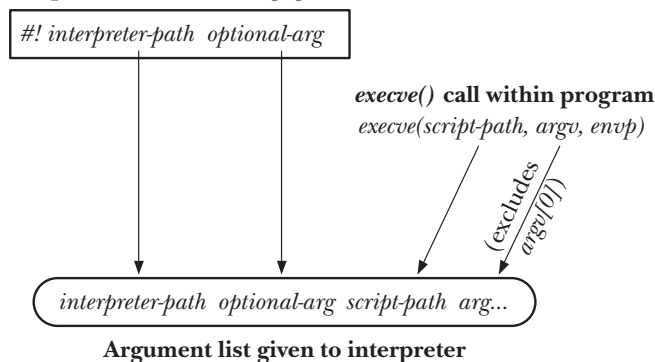 #! interpreter-path optional-arg
execve() call within program
execve(script-path, argv, envp)
(excludes
argv[0])
interpreter-path optional-arg script-path arg...
Argument list given to interpreter